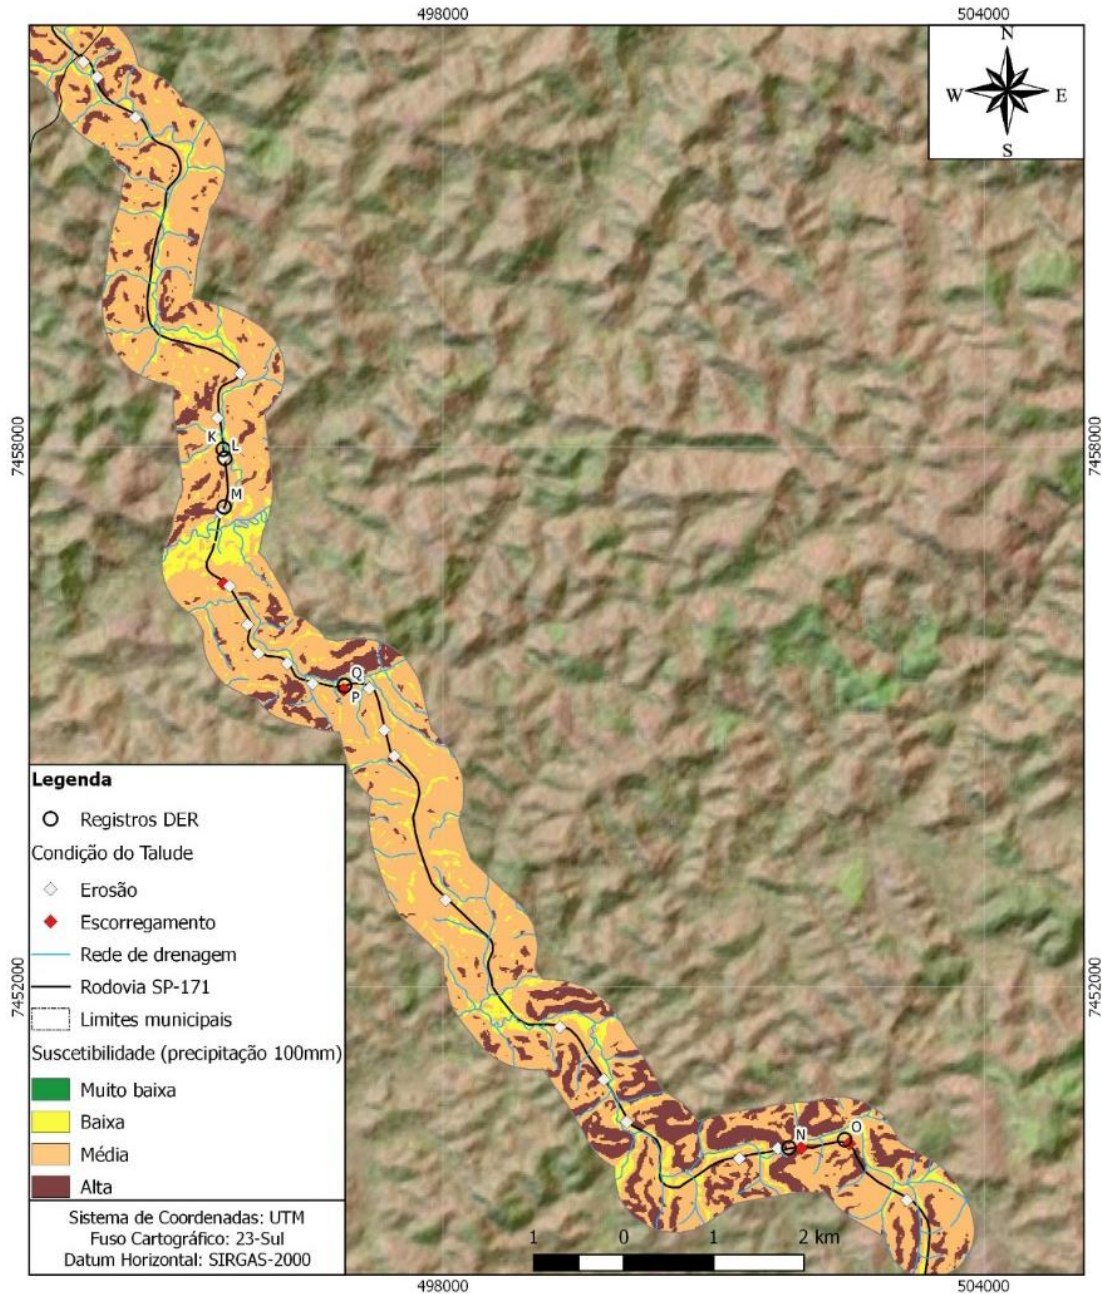 498000
504000
N
W
E
S
7458000
7458000
K
L
M
Q
P
Legenda
Registros DER
Condição do Talude
Erosão
Escorregamento
Rede de drenagem
Rodovia SP-171
Limites municipais
Suscetibilidade (precipitação 100mm)
Muito baixa
Baixa
Média
Alta
7452000
7452000
N
O
Sistema de Coordenadas: UTM
Fuso Cartográfico: 23-Sul
Datum Horizontal: SIRGAS-2000
1 0 1 2 km
498000
504000